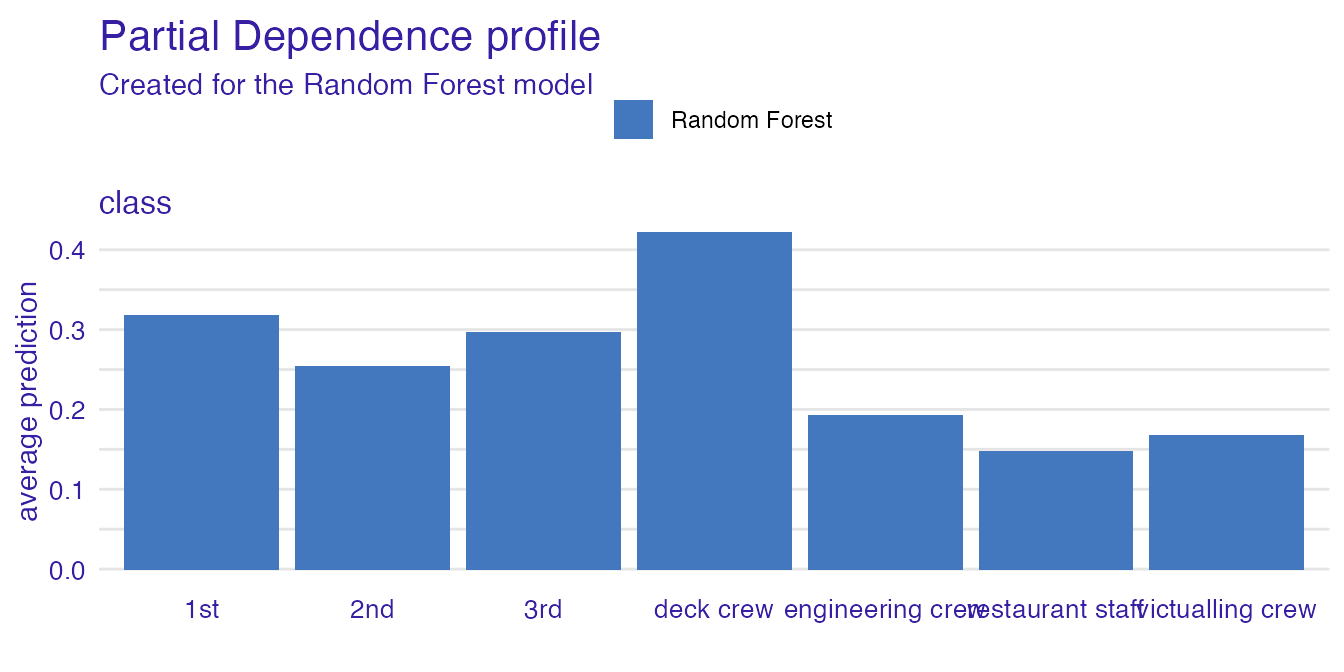 Partial Dependence profile
Created for the Random Forest model
Random Forest
class
average prediction
0.4
0.3
0.2
0.1
0.0
1st 2nd 3rd deck crew engineering crew restaurant staff victualling crew